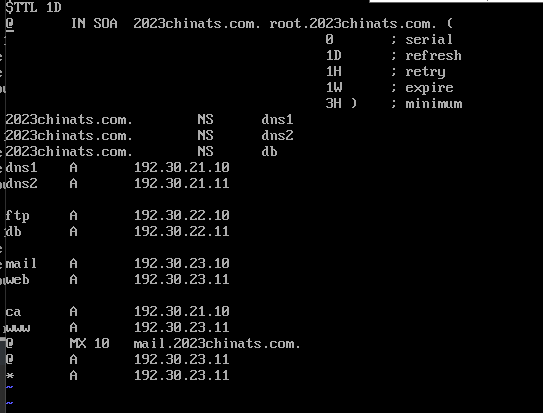 $TTL 1D
@ IN SOA 2023chinats.com. root.2023chinats.com. (
0 ; serial
1D ; refresh
1H ; retry
1W ; expire
3H ) ; minimum
2023chinats.com. NS dns1
2023chinats.com. NS dns2
2023chinats.com. NS db
dns1 A 192.30.21.10
dns2 A 192.30.21.11
ftp A 192.30.22.10
db A 192.30.22.11
mail A 192.30.23.10
web A 192.30.23.11
ca A 192.30.21.10
www A 192.30.23.11
@ MX 10 mail.2023chinats.com.
@ A 192.30.23.11
* A 192.30.23.11
~
~